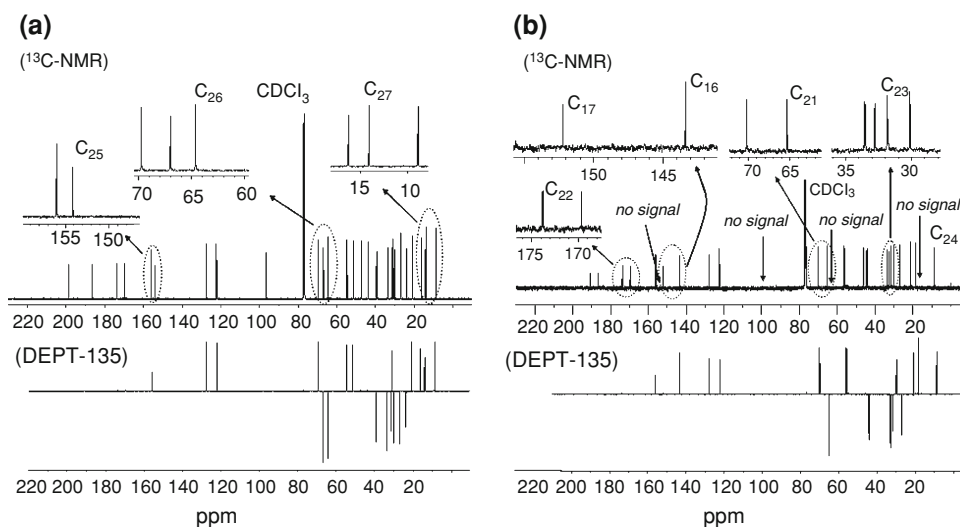 (a)
(¹³C-NMR)
C₂₆
CDCl₃
C₂₇
C₂₅
70 65 60
15 10
155 150
220 200 180 160 140 120 100 80 60 40 20
(DEPT-135)
220 200 180 160 140 120 100 80 60 40 20
ppm
(b)
(¹³C-NMR)
C₁₇
C₁₆
C₂₁
C₂₃
150 145
70 65
35 30
C₂₂
no signal
no signal
CDCl₃
no signal
no signal
C₂₄
175 170
220 200 180 160 140 120 100 80 60 40 20
(DEPT-135)
220 200 180 160 140 120 100 80 60 40 20
ppm